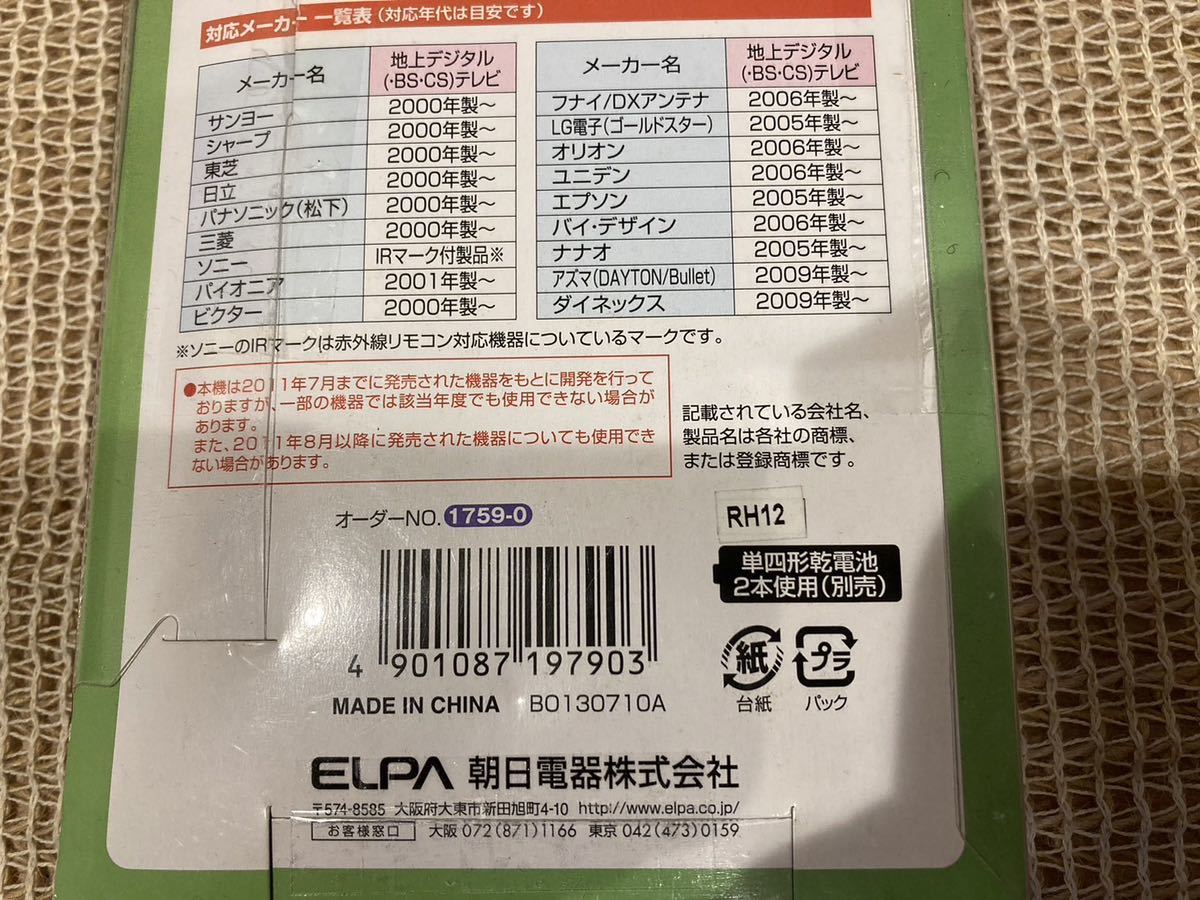 対応メーカー一覧表(対応年代は目安です)
メーカー名 地上デジタル(・BS・CS)テレビ
サンヨー 2000年製〜
シャープ 2000年製〜
東芝 2000年製〜
日立 2000年製〜
パナソニック(松下) 2000年製〜
三菱 2000年製〜
ソニー IRマーク付製品※
パイオニア 2001年製〜
ビクター 2000年製〜
メーカー名 地上デジタル(・BS・CS)テレビ
フナイ/DXアンテナ 2006年製〜
LG電子(ゴールドスター) 2005年製〜
オリオン 2006年製〜
ユニデン 2006年製〜
エプソン 2005年製〜
バイ・デザイン 2006年製〜
ナナオ 2005年製〜
アズマ(DAYTON/Bullet) 2009年製〜
ダイネックス 2009年製〜
※ソニーのIRマークは赤外線リモコン対応機器についているマークです。
●本機は2011年7月までに発売された機器をもとに開発を行って
おりますが、一部の機器では該当年度でも使用できない場合が
あります。
また、2011年8月以降に発売された機器についても使用でき
ない場合があります。
記載されている会社名、
製品名は各社の商標、
または登録商標です。
オーダーNO. 1759-0
RH12
単四形乾電池
2本使用(別売)
4 901087 197903
紙 プラ
台紙 パック
MADE IN CHINA BO130710A
ELPA 朝日電器株式会社
〒574-8585 大阪府大東市新田旭町4-10 http://www.elpa.co.jp/
お客様窓口 大阪 072(871)1166 東京 042(473)0159